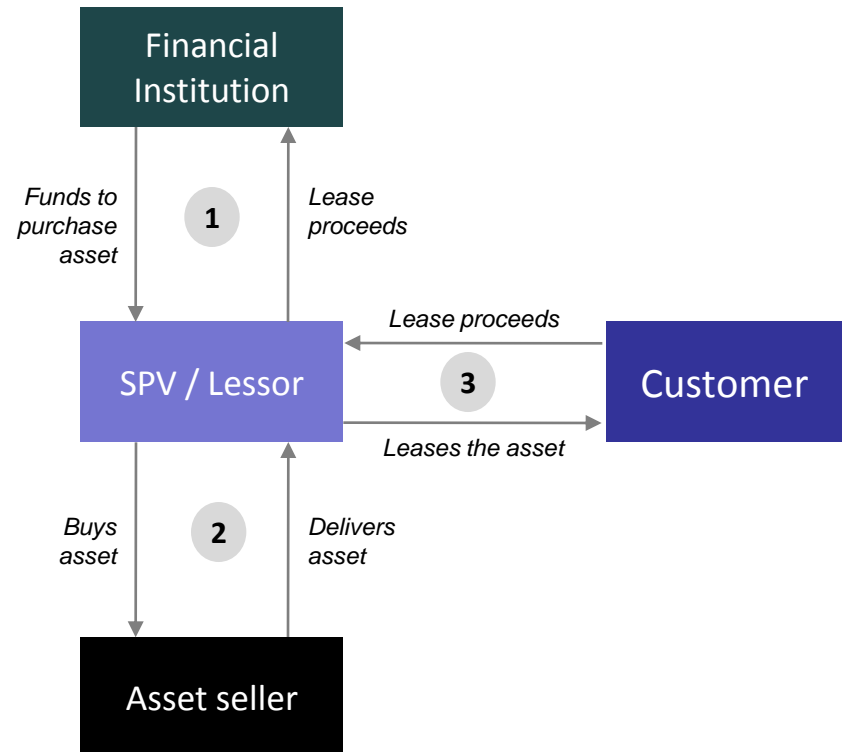 Financial
Institution
Funds to
purchase
asset
1
Lease
proceeds
SPV / Lessor
Lease proceeds
3
Leases the asset
Customer
Buys
asset
2
Delivers
asset
Asset seller